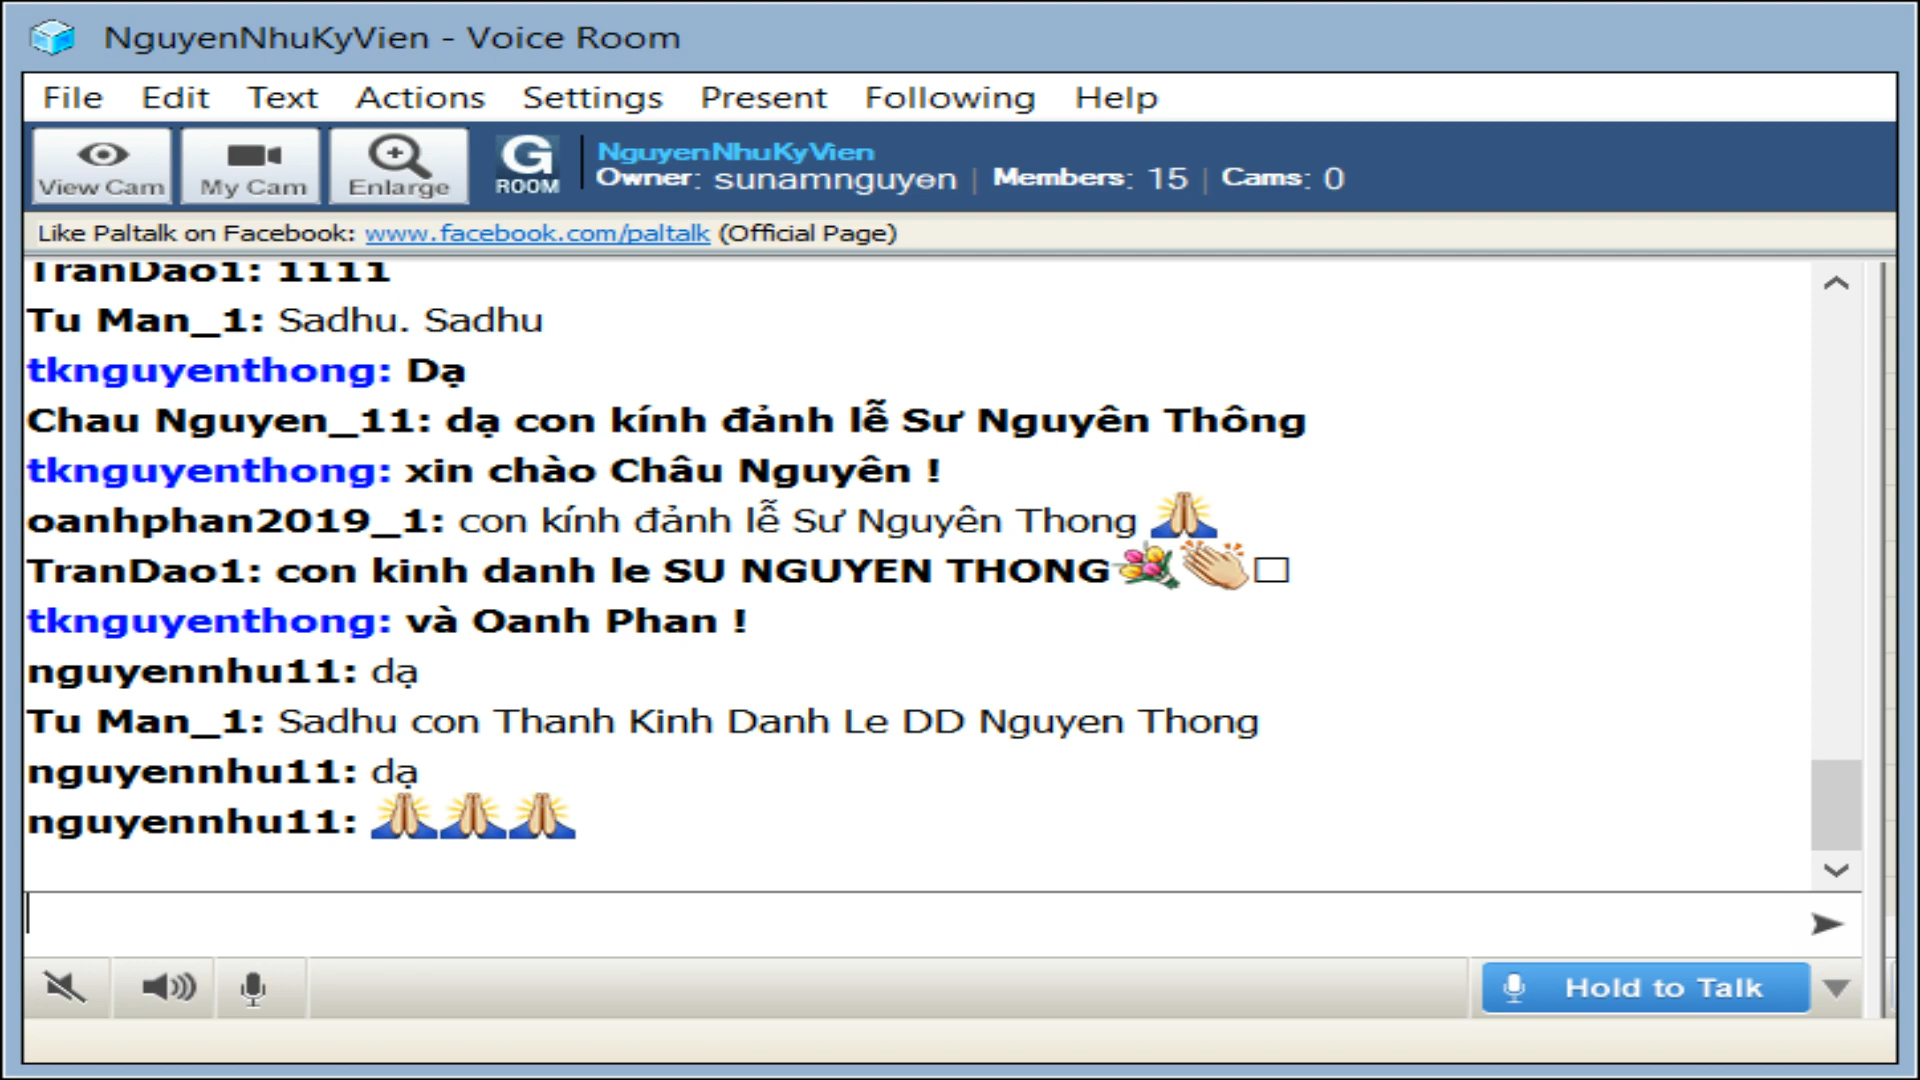 NguyenNhuKyVien - Voice Room
File Edit Text Actions Settings Present Following Help
View Cam My Cam Enlarge G ROOM
NguyenNhuKyVien
Owner: sunamnguyen | Members: 15 | Cams: 0
Like Paltalk on Facebook: www.facebook.com/paltalk (Official Page)
TranDao1: 1111
Tu Man_1: Sadhu. Sadhu
tknguyenthong: Dạ
Chau Nguyen_11: dạ con kính đảnh lễ Sư Nguyên Thông
tknguyenthong: xin chào Châu Nguyên !
oanhphan2019_1: con kính đảnh lễ Sư Nguyên Thong 🙏
TranDao1: con kinh danh le SU NGUYEN THONG💐👏□
tknguyenthong: và Oanh Phan !
nguyennhu11: dạ
Tu Man_1: Sadhu con Thanh Kinh Danh Le DD Nguyen Thong
nguyennhu11: dạ
nguyennhu11: 🙏🙏🙏
Hold to Talk